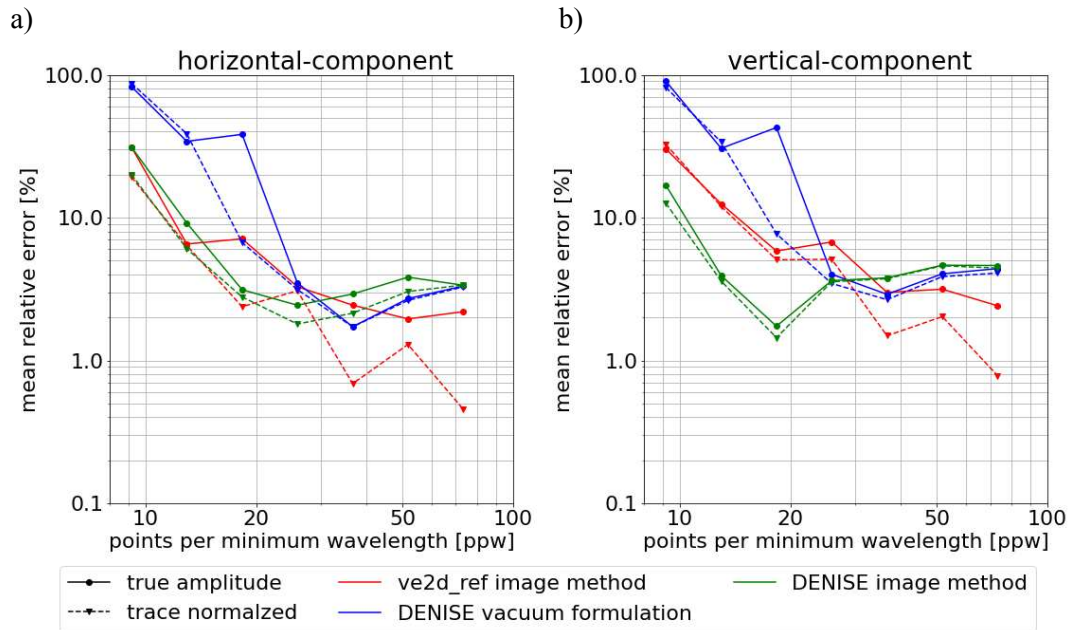 a)
b)
horizontal-component
vertical-component
100.0
10.0
1.0
0.1
mean relative error [%]
10
20
50
100
points per minimum wavelength [ppw]
100.0
10.0
1.0
0.1
mean relative error [%]
10
20
50
100
points per minimum wavelength [ppw]
true amplitude
ve2d_ref image method
DENISE image method
trace normalzed
DENISE vacuum formulation